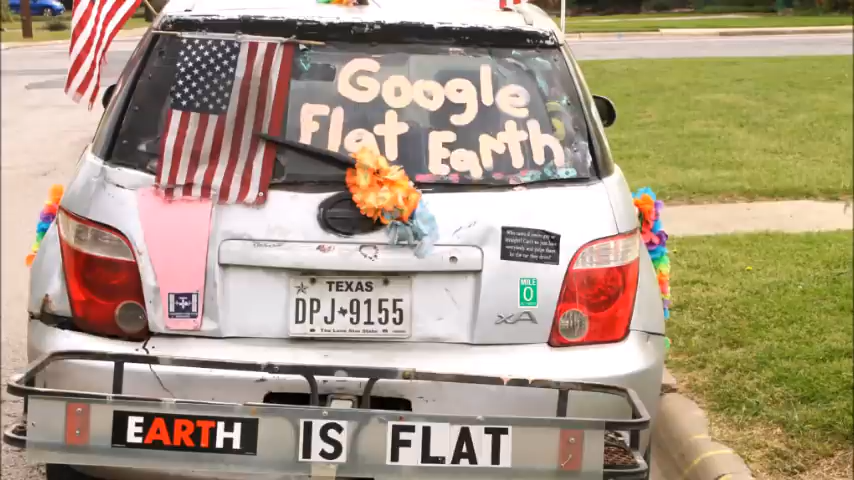 Google
Flat
Earth
TEXAS
DPJ 9155
The Lone Star State
MILE
0
xA
EARTH IS FLAT